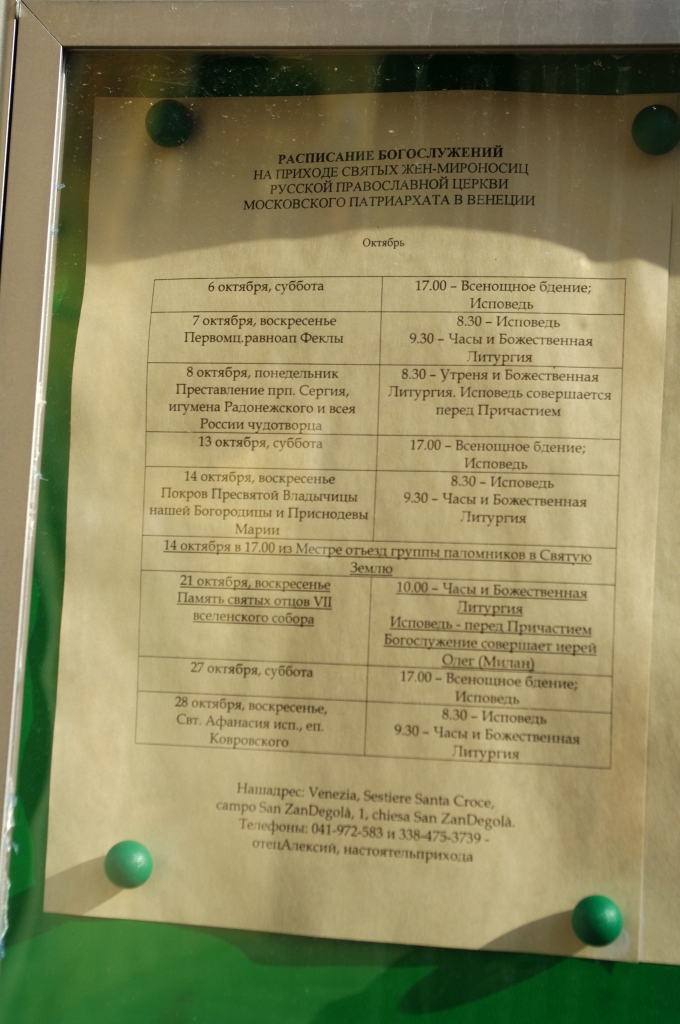 РАСПИСАНИЕ БОГОСЛУЖЕНИЙ
НА ПРИХОДЕ СВЯТЫХ ЖЕН-МИРОНОСИЦ
РУССКОЙ ПРАВОСЛАВНОЙ ЦЕРКВИ
МОСКОВСКОГО ПАТРИАРХАТА В ВЕНЕЦИИ
Октябрь
6 октября, суббота
17.00 – Всенощное бдение;
Исповедь
7 октября, воскресенье
Первомц.равноап Феклы
8.30 – Исповедь
9.30 – Часы и Божественная
Литургия
8 октября, понедельник
Преставление прп. Сергия,
игумена Радонежского и всея
России чудотворца
8.30 – Утреня и Божественная
Литургия. Исповедь совершается
перед Причастием
13 октября, суббота
17.00 – Всенощное бдение;
Исповедь
14 октября, воскресенье
Покров Пресвятой Владычицы
нашей Богородицы и Приснодевы
Марии
8.30 – Исповедь
9.30 – Часы и Божественная
Литургия
14 октября в 17.00 из Местре отъезд группы паломников в Святую
Землю
21 октября, воскресенье
Память святых отцов VII
вселенского собора
10.00 – Часы и Божественная
Литургия
Исповедь - перед Причастием
Богослужение совершает иерей
Олег (Милан)
27 октября, суббота
17.00 – Всенощное бдение;
Исповедь
28 октября, воскресенье,
Свт. Афанасия исп., еп.
Ковровского
8.30 – Исповедь
9.30 – Часы и Божественная
Литургия
Нашадрес: Venezia, Sestiere Santa Croce,
campo San ZanDegolà, 1, chiesa San ZanDegolà.
Телефоны: 041-972-583 и 338-475-3739 -
отецАлексий, настоятельприхода